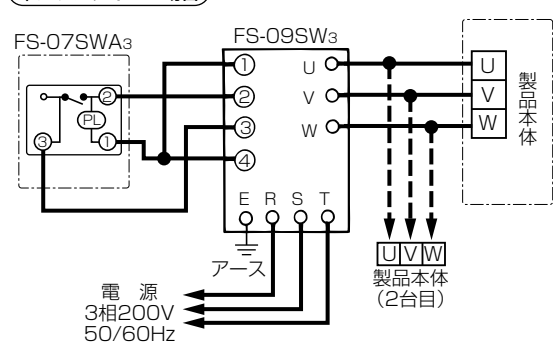 FS-07SWA3
② PL ③ ①
FS-09SW3
① U
② V
③ W
④
E R S T
アース
電 源
3相200V
50/60Hz
U
V
W
製品本体
U V W
製品本体
(2台目)